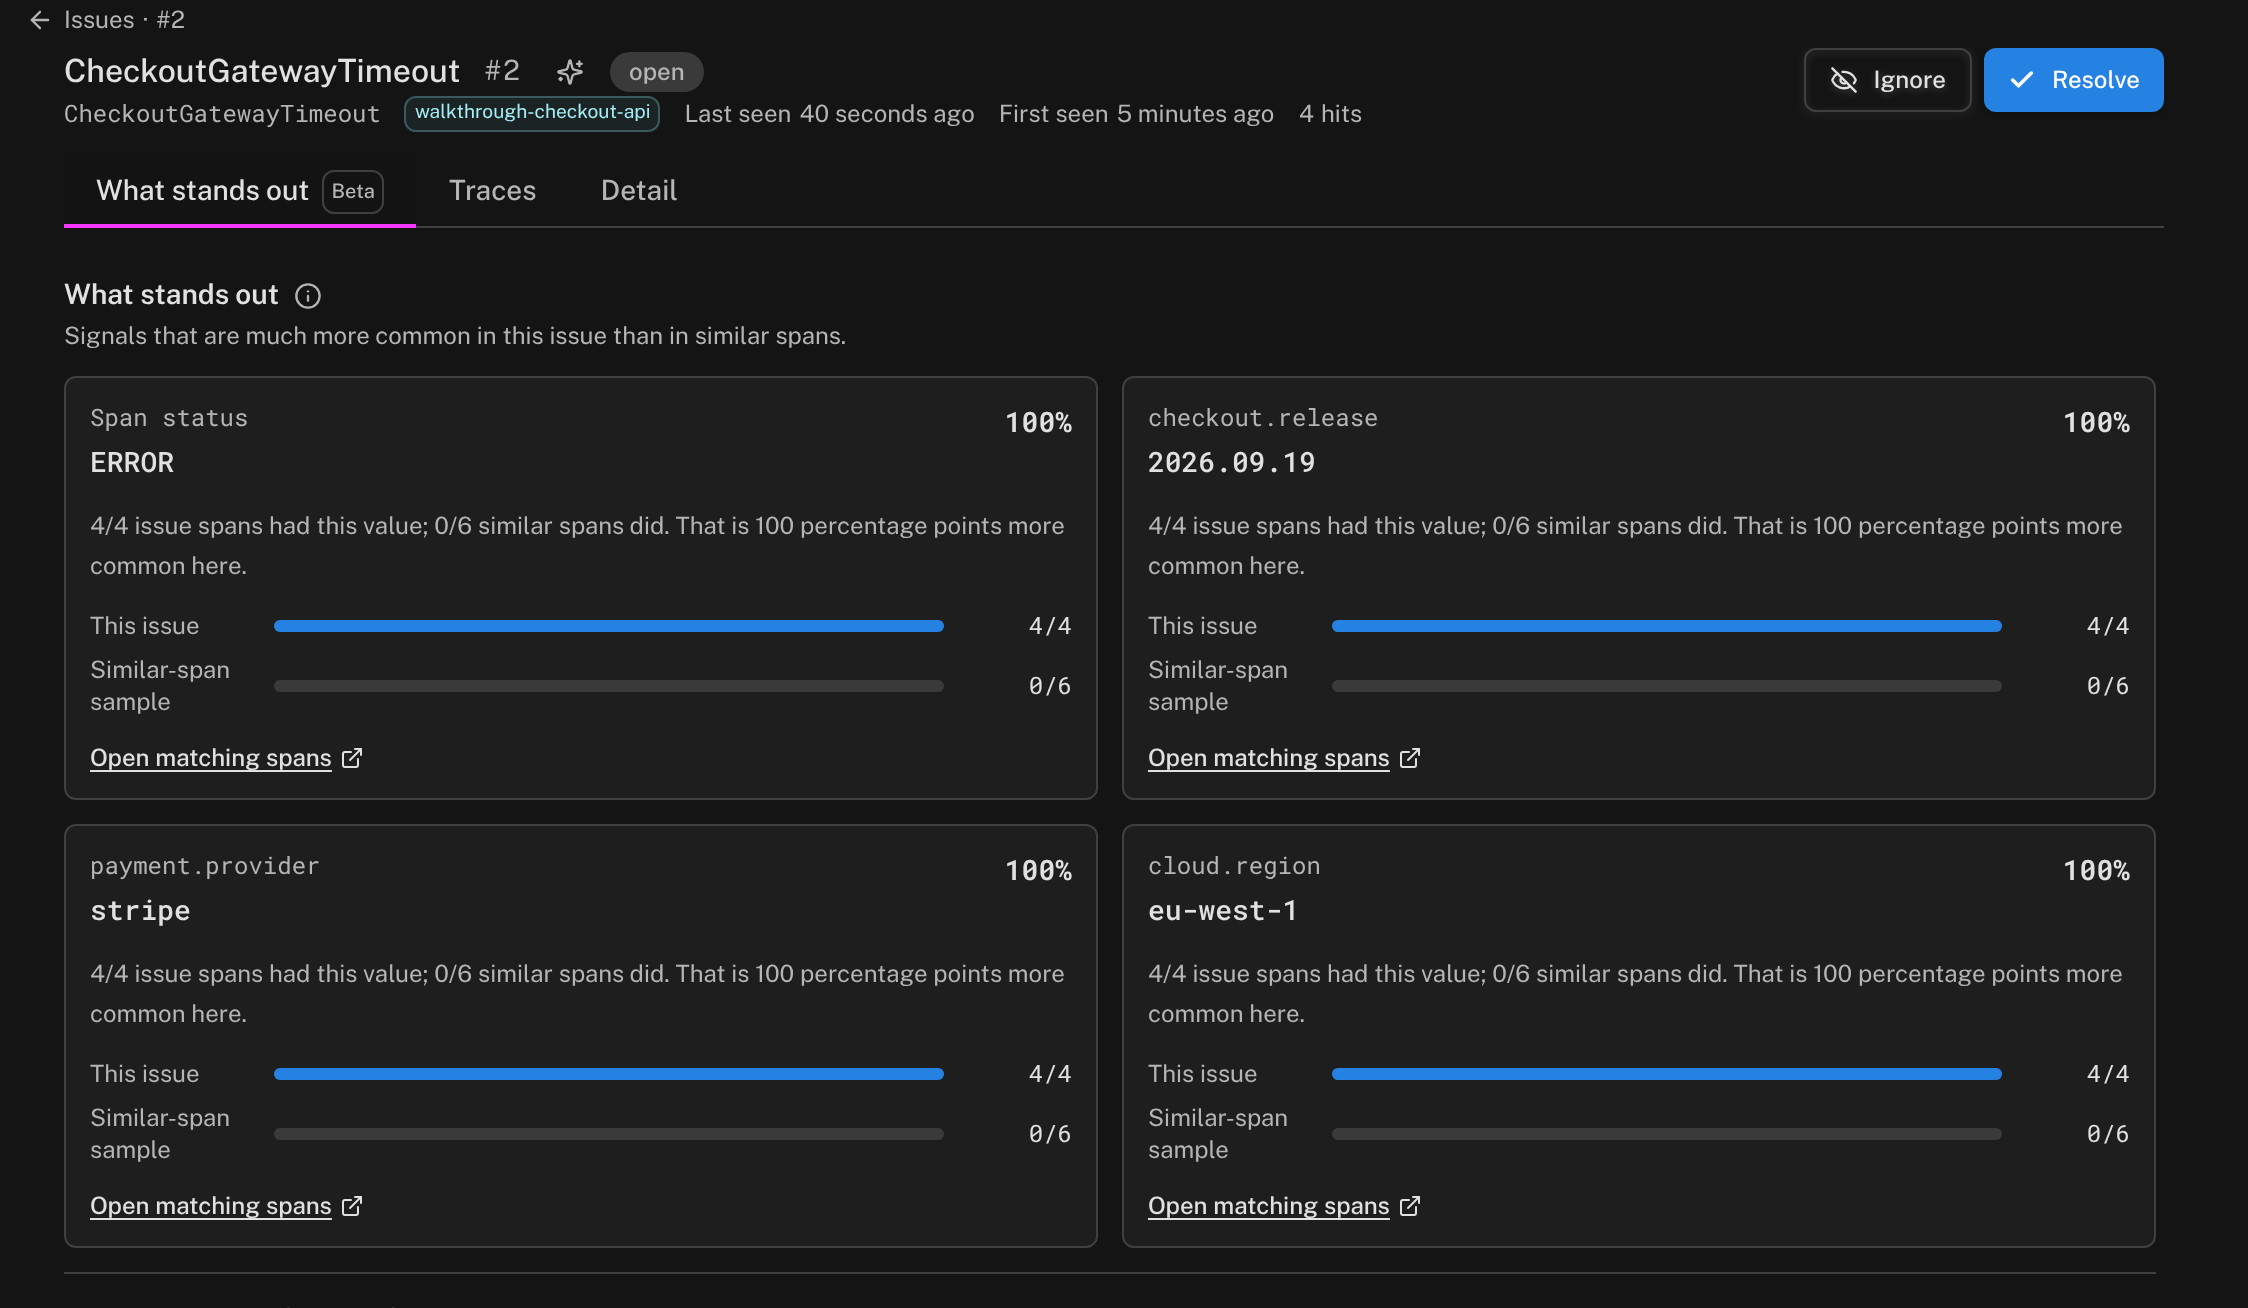 Issues · #2
CheckoutGatewayTimeout #2 open
Ignore
Resolve
CheckoutGatewayTimeout walkthrough-checkout-api Last seen 40 seconds ago First seen 5 minutes ago 4 hits
What stands out Beta Traces Detail
What stands out
Signals that are much more common in this issue than in similar spans.
Span status 100%
ERROR
4/4 issue spans had this value; 0/6 similar spans did. That is 100 percentage points more
common here.
This issue 4/4
Similar-span
sample 0/6
Open matching spans
checkout.release 100%
2026.09.19
4/4 issue spans had this value; 0/6 similar spans did. That is 100 percentage points more
common here.
This issue 4/4
Similar-span
sample 0/6
Open matching spans
payment.provider 100%
stripe
4/4 issue spans had this value; 0/6 similar spans did. That is 100 percentage points more
common here.
This issue 4/4
Similar-span
sample 0/6
Open matching spans
cloud.region 100%
eu-west-1
4/4 issue spans had this value; 0/6 similar spans did. That is 100 percentage points more
common here.
This issue 4/4
Similar-span
sample 0/6
Open matching spans